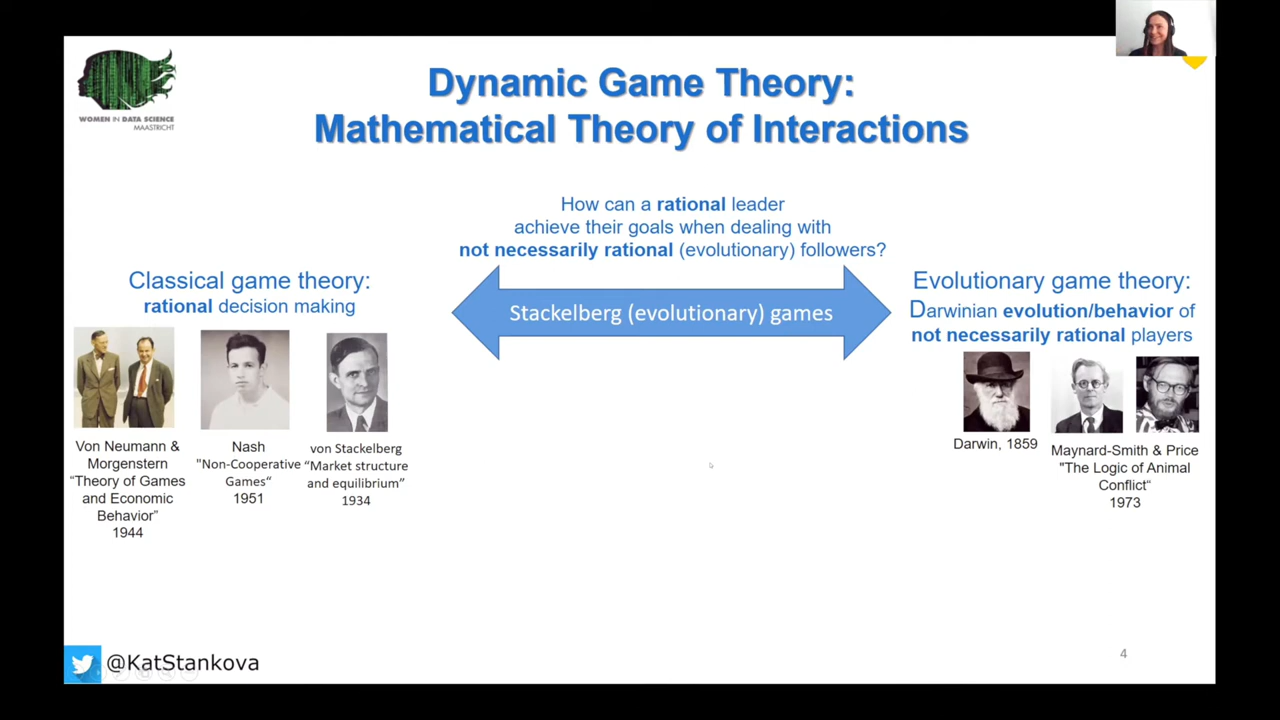 WOMEN IN DATA SCIENCE
MAASTRICHT
Dynamic Game Theory:
Mathematical Theory of Interactions
How can a rational leader
achieve their goals when dealing with
not necessarily rational (evolutionary) followers?
Classical game theory:
rational decision making
Stackelberg (evolutionary) games
Evolutionary game theory:
Darwinian evolution/behavior of
not necessarily rational players
Von Neumann &
Morgenstern
“Theory of Games
and Economic
Behavior”
1944
Nash
"Non-Cooperative
Games“
1951
von Stackelberg
“Market structure
and equilibrium”
1934
Darwin, 1859
Maynard-Smith & Price
"The Logic of Animal
Conflict“
1973
@KatStankova
4